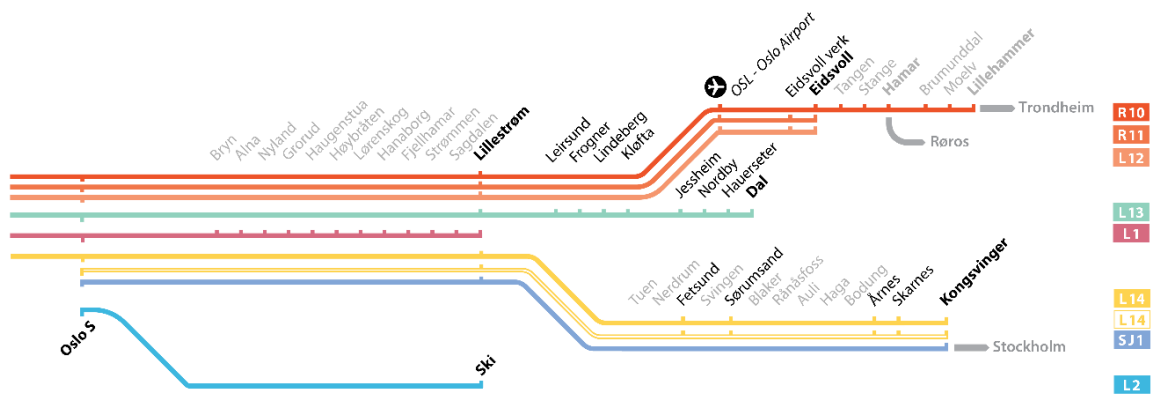 OSL - Oslo Airport
Eidsvoll verk
Eidsvoll
Tangen
Stange
Hamar
Brumunddal
Moelv
Lillehammer
Trondheim
Røros
R10
R11
L12
Bryn
Alna
Nyland
Grorud
Haugenstua
Høybråten
Lørenskog
Hanaborg
Fjellhamar
Strømmen
Sagdalen
Lillestrøm
Leirsund
Frogner
Lindeberg
Kløfta
Jessheim
Nordby
Hauerseter
Dal
L13
L1
Tuen
Nerdrum
Fetsund
Svingen
Sørumsand
Blaker
Rånåsfoss
Auli
Haga
Bodung
Årnes
Skarnes
Kongsvinger
Stockholm
L14
L14
SJ1
Oslo S
Ski
L2